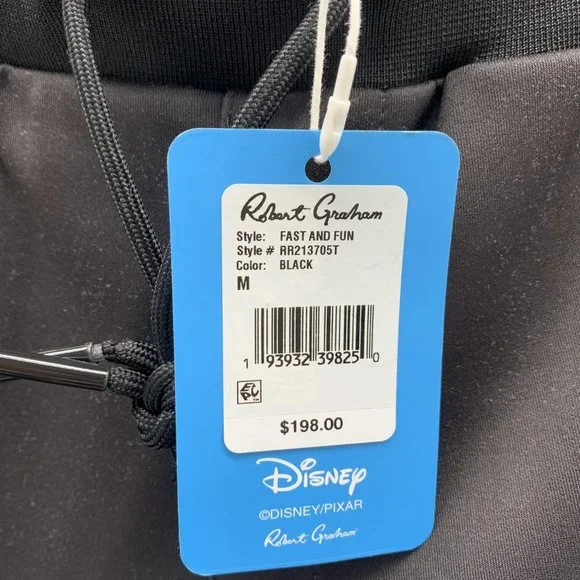 Robert Graham
Style: FAST AND FUN
Style # RR213705T
Color: BLACK
M
1 93932 39825 0
EPC™
$198.00
Disney
©DISNEY/PIXAR
Robert Graham